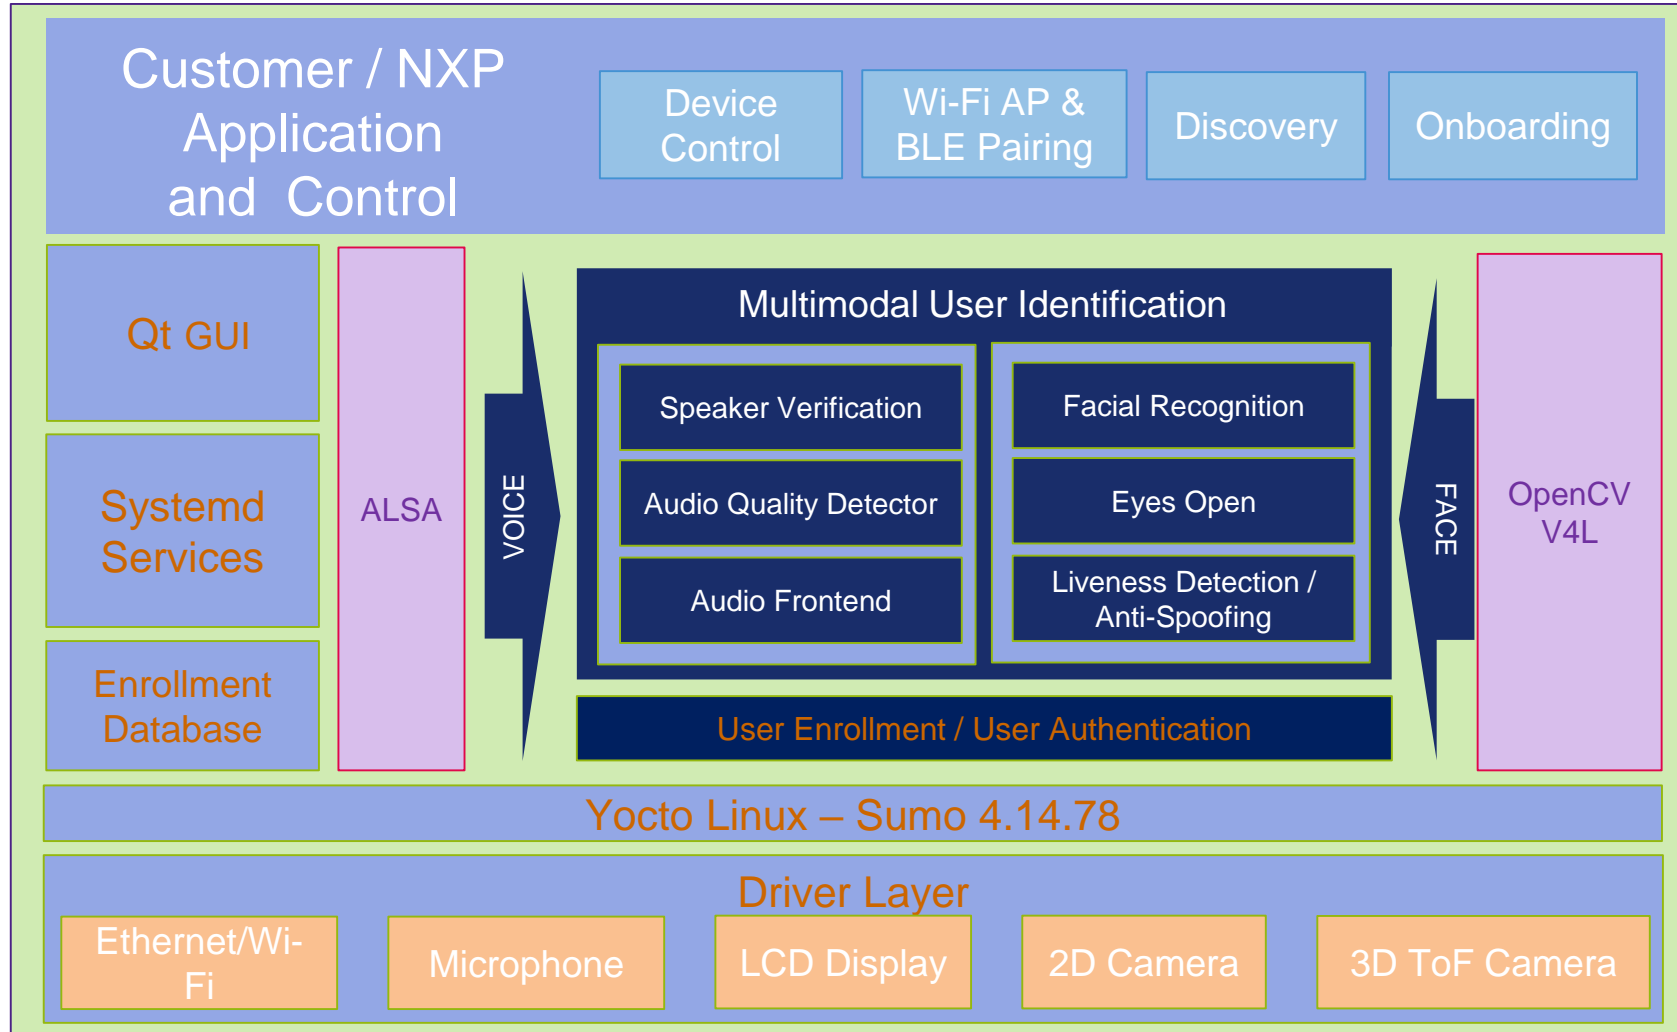 Customer / NXP
Application
and Control
Device
Control
Wi-Fi AP &
BLE Pairing
Discovery
Onboarding
Qt GUI
Systemd
Services
Enrollment
Database
ALSA
VOICE
Multimodal User Identification
Speaker Verification
Audio Quality Detector
Audio Frontend
Facial Recognition
Eyes Open
Liveness Detection /
Anti-Spoofing
User Enrollment / User Authentication
FACE
OpenCV
V4L
Yocto Linux – Sumo 4.14.78
Driver Layer
Ethernet/Wi-
Fi
Microphone
LCD Display
2D Camera
3D ToF Camera